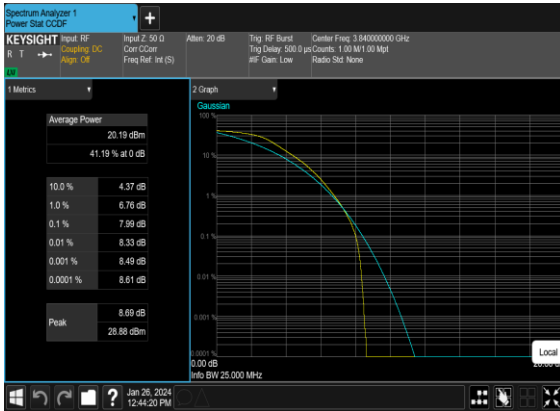 Spectrum Analyzer 1
Power Stat CCDF
KEYSIGHT
R T
LV
Input: RF
Coupling: DC
Align: Off
Input Z: 50 Ω
Corr CCorr
Freq Ref: Int (S)
Atten: 20 dB
Trig: RF Burst
Trig Delay: 500.0 µs
#IF Gain: Low
Center Freq: 3.840000000 GHz
Counts: 1.00 M/1.00 Mpt
Radio Std: None
1 Metrics
Average Power
20.19 dBm
41.19 % at 0 dB
10.0 % 4.37 dB
1.0 % 6.76 dB
0.1 % 7.99 dB
0.01 % 8.33 dB
0.001 % 8.49 dB
0.0001 % 8.61 dB
Peak
8.69 dB
28.88 dBm
2 Graph
Gaussian
100 %
10 %
1 %
0.1 %
0.01 %
0.001 %
0.0001 %
0.00 dB
Info BW 25.000 MHz
Local
?
Jan 26, 2024
12:44:20 PM